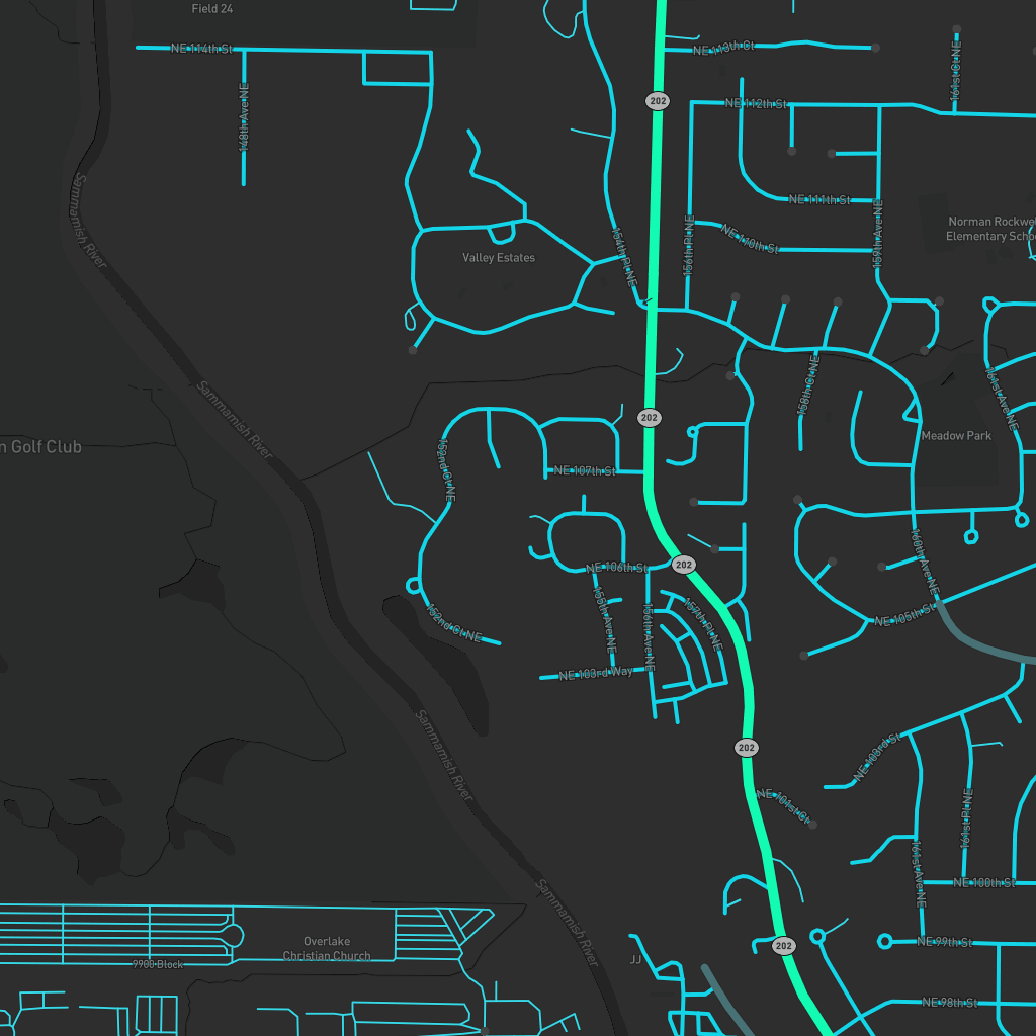 Field 24
NE 114th St
148th Ave NE
NE 113th Ct
161st Ct NE
202
NE 112th St
Sammamish River
NE 111th St
156th Pl NE
154th Pl NE
NE 110th St
159th Ave NE
Norman Rockwel
Elementary Schoo
Valley Estates
Sammamish River
158th Ct NE
161st Ave NE
202
n Golf Club
Meadow Park
152nd Ct NE
NE 107th St
202
NE 106th St
160th Ave NE
155th Ave NE
156th Ave NE
157th Pl NE
NE 105th St
152nd Ct NE
NE 103rd Way
Sammamish River
202
NE 103rd St
NE 101st Ct
161st Pl NE
161st Ave NE
NE 100th St
Sammamish River
Overlake
Christian Church
9900 Block
JJ
202
NE 99th St
NE 98th St